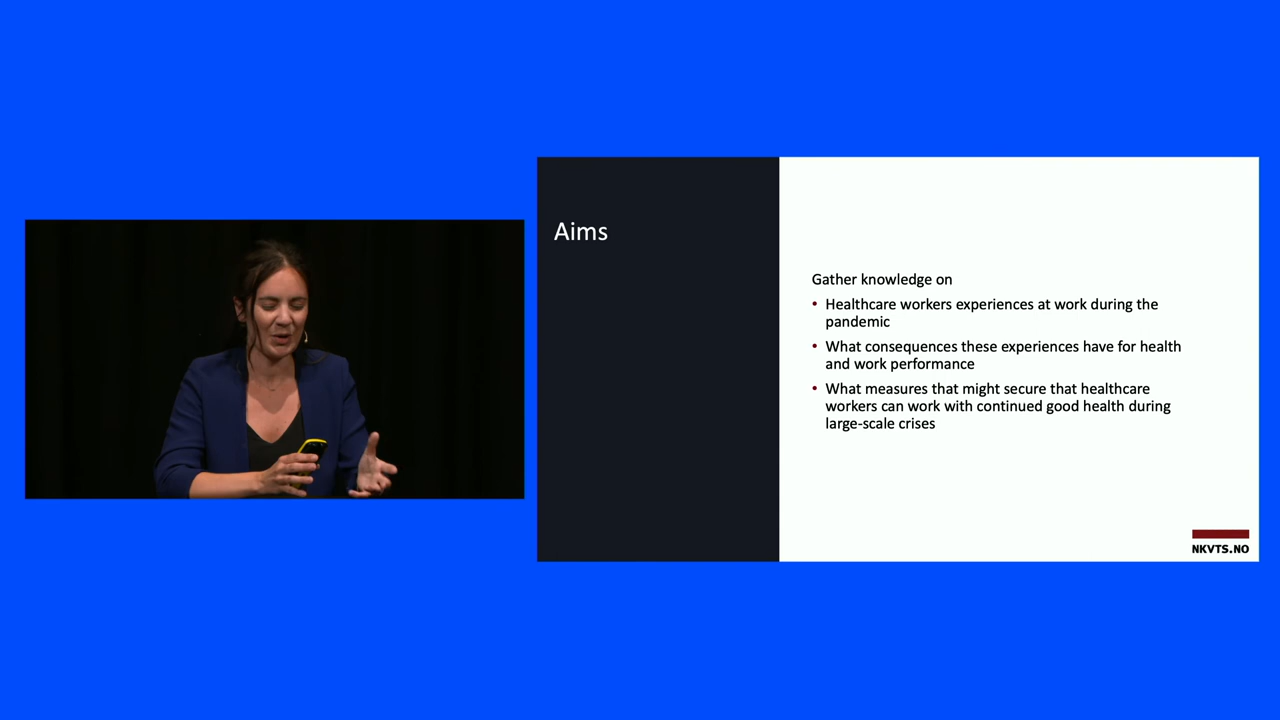 Aims
Gather knowledge on
• Healthcare workers experiences at work during the
pandemic
• What consequences these experiences have for health
and work performance
• What measures that might secure that healthcare
workers can work with continued good health during
large-scale crises
NKVTS.NO